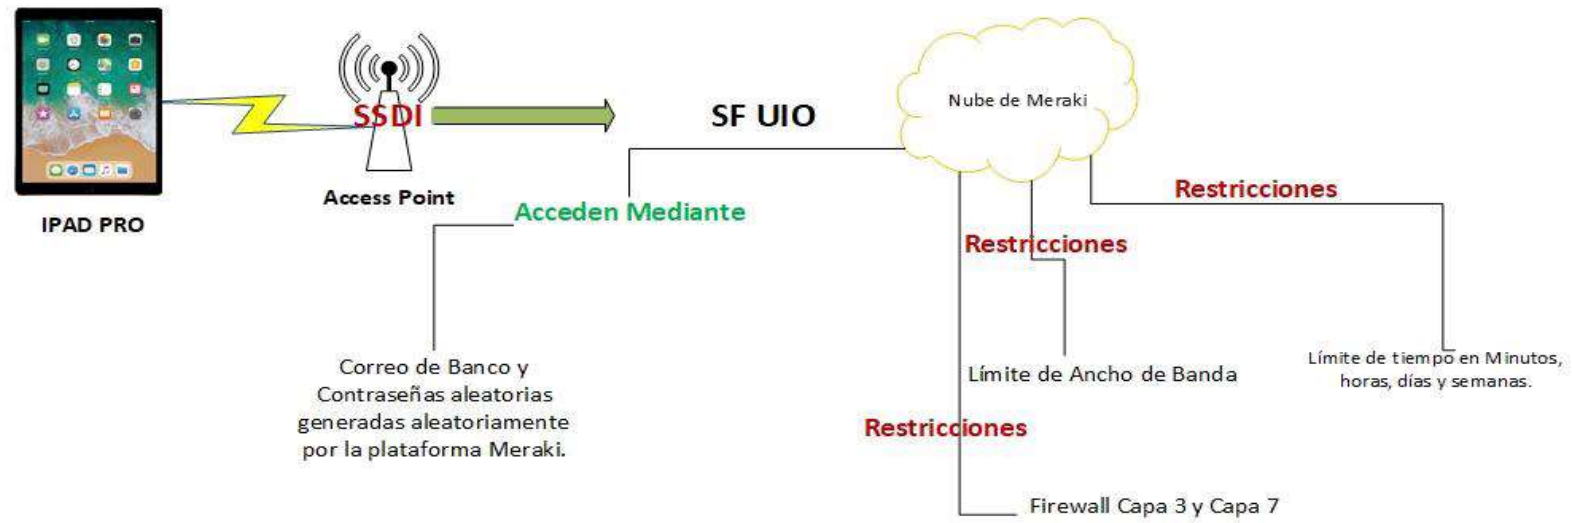 SSDI
SF UIO
Nube de Meraki
Access Point
IPAD PRO
Acceden Mediante
Restricciones
Restricciones
Correo de Banco y
Contraseñas aleatorias
generadas aleatoriamente
por la plataforma Meraki.
Límite de Ancho de Banda
Límite de tiempo en Minutos,
horas, días y semanas.
Restricciones
Firewall Capa 3 y Capa 7